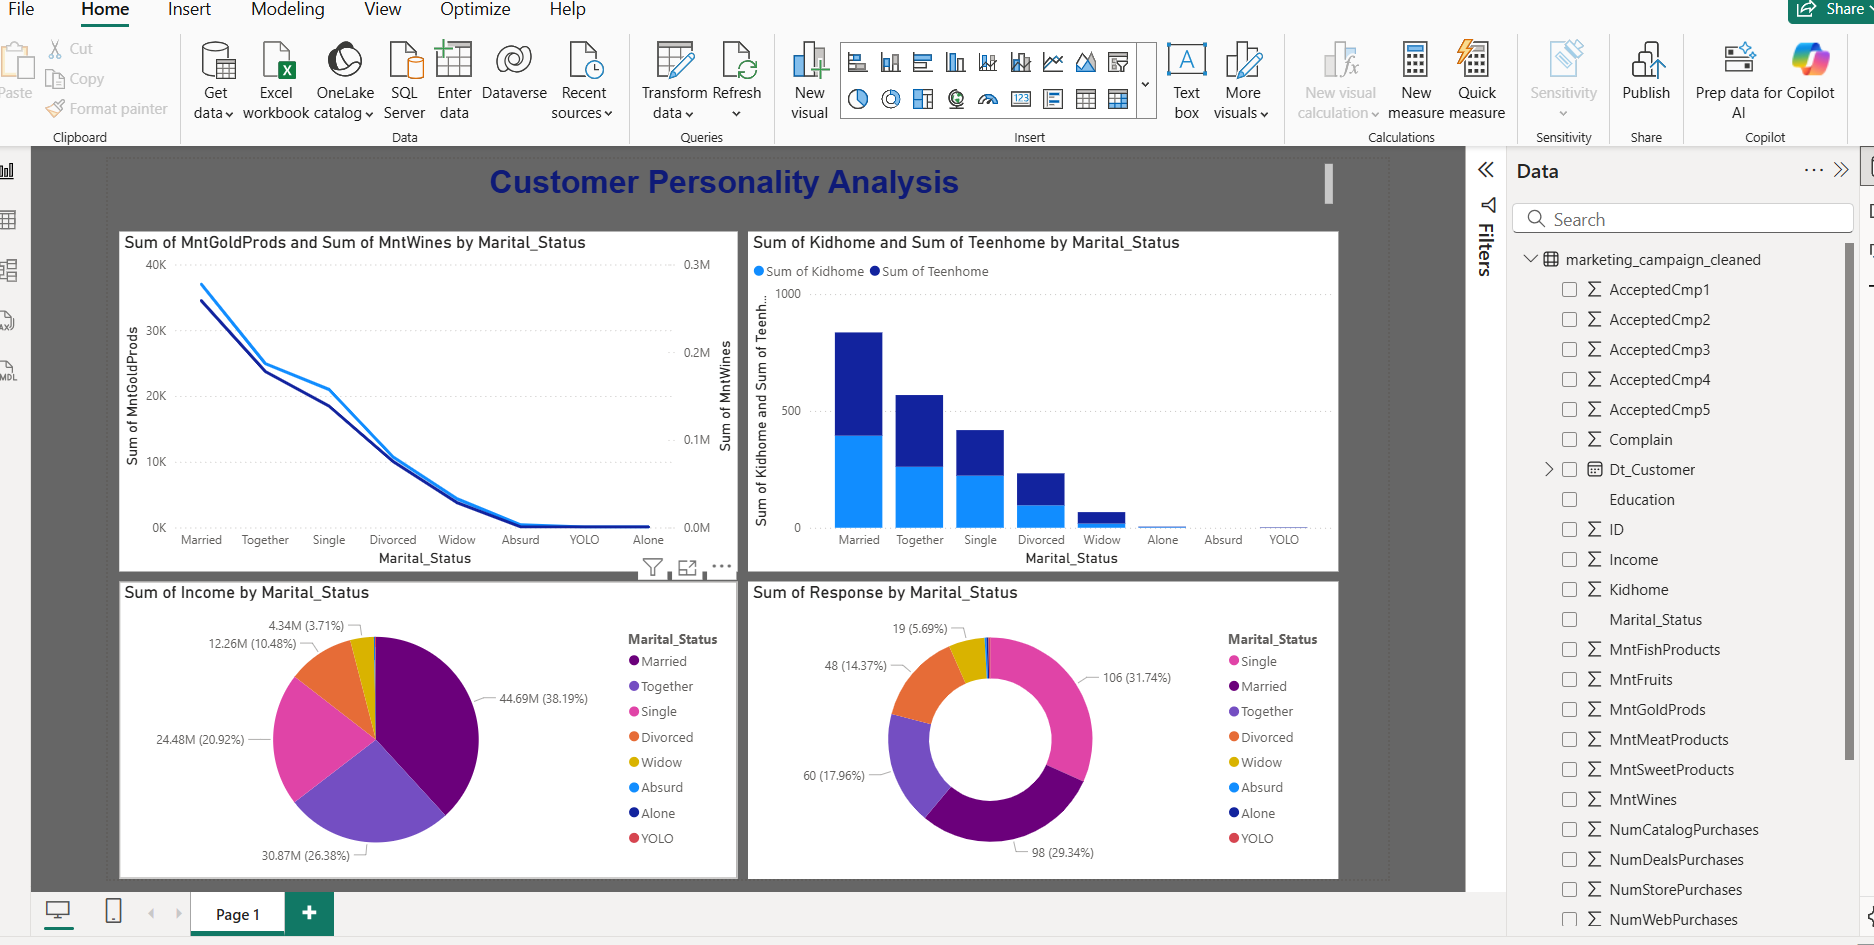 File Home Insert Modeling View Optimize Help Share
Paste
Cut
Copy
Format painter
Clipboard
Get data
Excel workbook
OneLake catalog
SQL Server
Enter data
Dataverse
Recent sources
Data
Transform data
Refresh
Queries
New visual
Text box
More visuals
Insert
New visual calculation
New measure
Quick measure
Calculations
Sensitivity
Sensitivity
Publish
Share
Prep data for AI
Copilot
Copilot
Customer Personality Analysis
Sum of MntGoldProds and Sum of MntWines by Marital_Status
Sum of MntGoldProds
40K
30K
20K
10K
0K
Sum of MntWines
0.3M
0.2M
0.1M
0.0M
Married Together Single Divorced Widow Absurd YOLO Alone
Marital_Status
Sum of Kidhome and Sum of Teenhome by Marital_Status
Sum of Kidhome Sum of Teenhome
Sum of Kidhome and Sum of Teenh...
1000
500
0
Married Together Single Divorced Widow Alone Absurd YOLO
Marital_Status
Sum of Income by Marital_Status
4.34M (3.71%)
12.26M (10.48%)
44.69M (38.19%)
24.48M (20.92%)
30.87M (26.38%)
Marital_Status
Married
Together
Single
Divorced
Widow
Absurd
Alone
YOLO
Sum of Response by Marital_Status
19 (5.69%)
48 (14.37%)
106 (31.74%)
60 (17.96%)
98 (29.34%)
Marital_Status
Single
Married
Together
Divorced
Widow
Absurd
Alone
YOLO
Filters
Data
Search
marketing_campaign_cleaned
AcceptedCmp1
AcceptedCmp2
AcceptedCmp3
AcceptedCmp4
AcceptedCmp5
Complain
Dt_Customer
Education
ID
Income
Kidhome
Marital_Status
MntFishProducts
MntFruits
MntGoldProds
MntMeatProducts
MntSweetProducts
MntWines
NumCatalogPurchases
NumDealsPurchases
NumStorePurchases
NumWebPurchases
Page 1